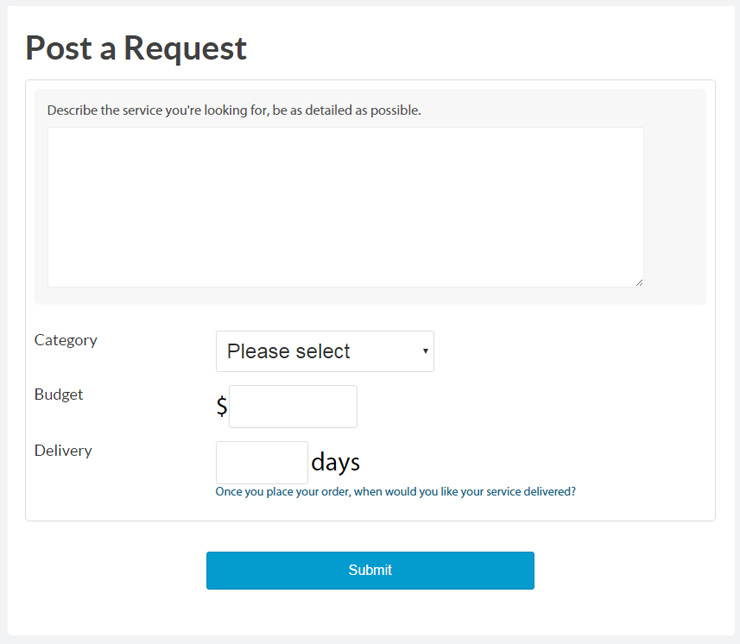 Post a Request
Describe the service you're looking for, be as detailed as possible.
Category
Please select
Budget
$
Delivery
days
Once you place your order, when would you like your service delivered?
Submit